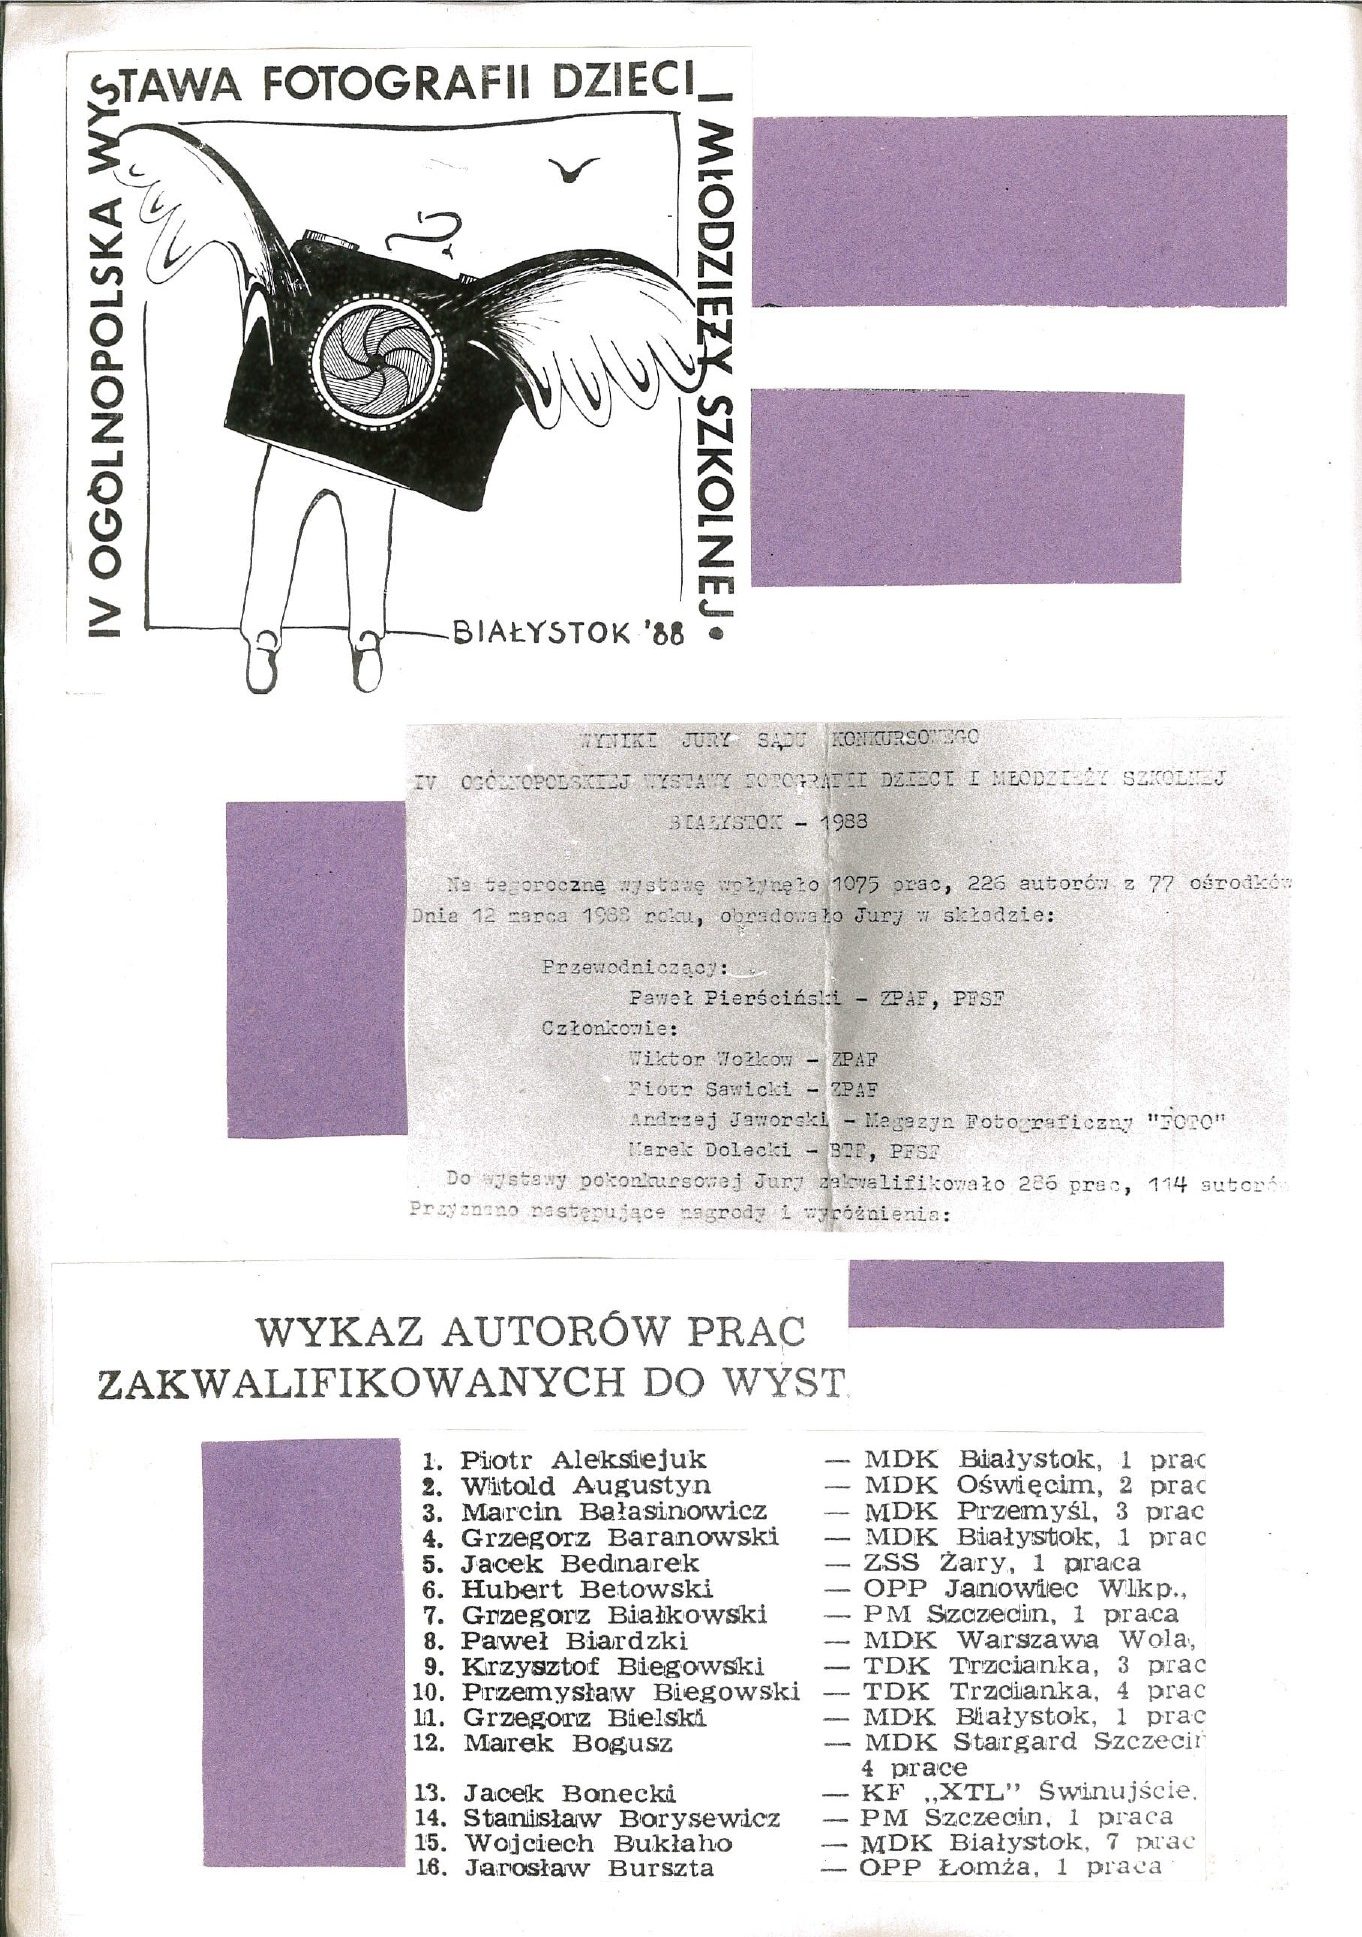 IV OGÓLNOPOLSKA WYSTAWA FOTOGRAFII DZIECI I MŁODZIEŻY SZKOLNEJ •
BIAŁYSTOK '88
WYNIKI JURY SĄDU KONKURSOWEGO
IV OGÓLNOPOLSKIEJ WYSTAWY FOTOGRAFII DZIECI I MŁODZIEŻY SZKOLNEJ
BIAŁYSTOK - 1988
Na tegoroczną wystawę wpłynęło 1075 prac, 226 autorów z 77 ośrodków
Dnia 12 marca 1988 roku, obradowało Jury w składzie:
Przewodniczący:
Paweł Pierściński - ZPAF, PFSF
Członkowie:
Wiktor Wołkow - ZPAF
Piotr Sawicki - ZPAF
Andrzej Jaworski - Magazyn Fotograficzny "FOTO"
Marek Dolecki - BTF, PFSF
Do wystawy pokonkursowej Jury zakwalifikowało 286 prac, 114 autorów
Przyznano następujące nagrody i wyróżnienia:
WYKAZ AUTORÓW PRAC
ZAKWALIFIKOWANYCH DO WYST
1. Piotr Aleksiejuk — MDK Białystok, 1 prac
2. Witold Augustyn — MDK Oświęcim, 2 prac
3. Marcin Bałasinowicz — MDK Przemyśl, 3 prac
4. Grzegorz Baranowski — MDK Białystok, 1 prac
5. Jacek Bednarek — ZSS Żary, 1 praca
6. Hubert Betowski — OPP Janowiec Wlkp.,
7. Grzegorz Białkowski — PM Szczecin, 1 praca
8. Paweł Biardzki — MDK Warszawa Wola,
9. Krzysztof Biegowski — TDK Trzcianka, 3 prac
10. Przemysław Biegowski — TDK Trzcianka, 4 prac
11. Grzegorz Bielski — MDK Białystok, 1 prac
12. Marek Bogusz — MDK Stargard Szczecin
4 prace
13. Jacek Bonecki — KF „XTL” Świnujście,
14. Stanisław Borysewicz — PM Szczecin, 1 praca
15. Wojciech Bukłaho — MDK Białystok, 7 prac
16. Jarosław Burszta — OPP Łomża, 1 praca